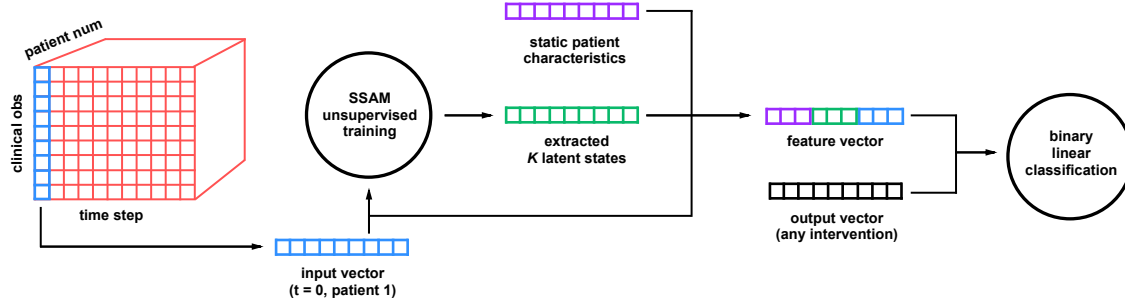 patient num
clinical obs
time step
input vector
(t = 0, patient 1)
SSAM
unsupervised
training
static patient
characteristics
extracted
K latent states
feature vector
output vector
(any intervention)
binary
linear
classification